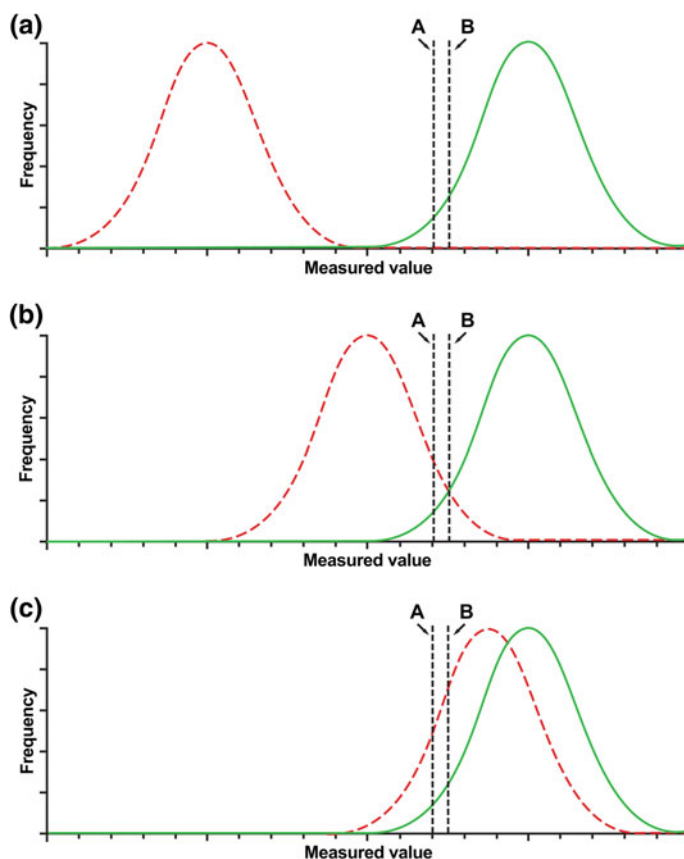 (a)
A B
Frequency
Measured value
(b)
A B
Frequency
Measured value
(c)
A B
Frequency
Measured value